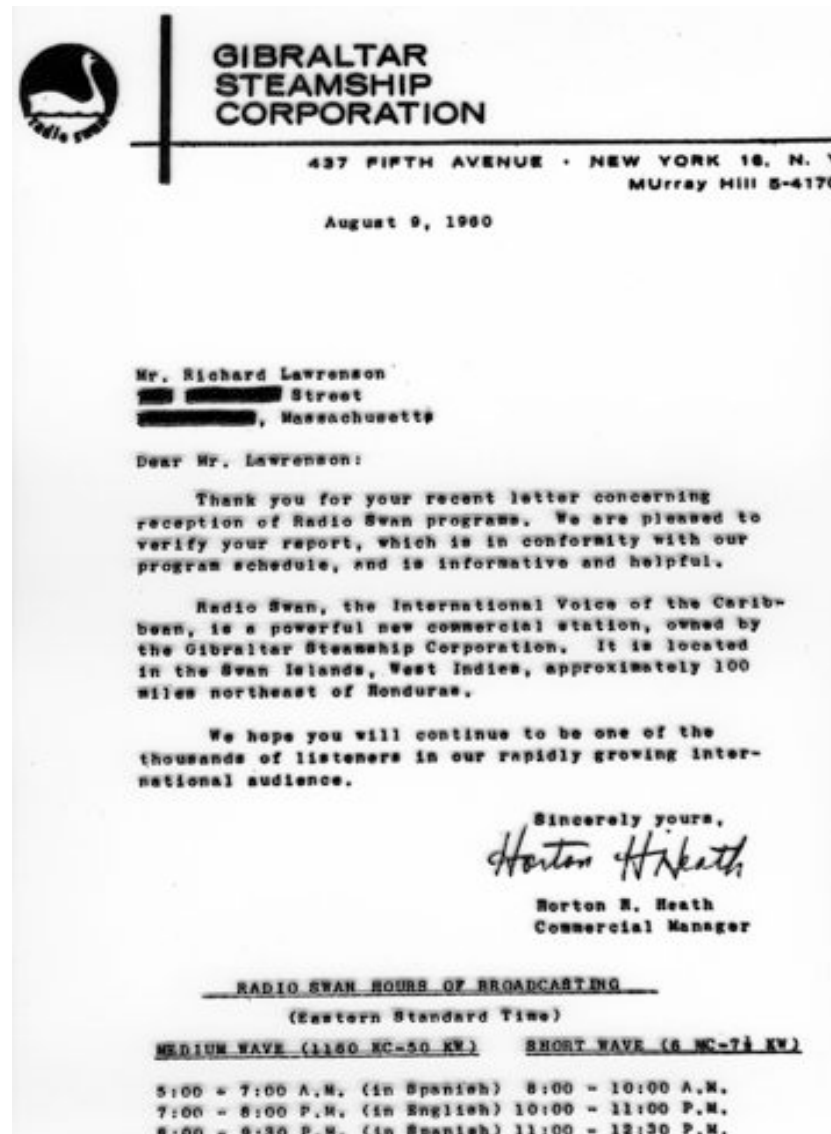 radio swan
GIBRALTAR
STEAMSHIP
CORPORATION
437 FIFTH AVENUE · NEW YORK 16, N. Y
MUrray Hill 5-4170
August 9, 1960
Mr. Richard Lawrenson
Street
, Massachusetts
Dear Mr. Lawrenson:
Thank you for your recent letter concerning
reception of Radio Swan programs. We are pleased to
verify your report, which is in conformity with our
program schedule, and is informative and helpful.
Radio Swan, the International Voice of the Carib-
bean, is a powerful new commercial station, owned by
the Gibraltar Steamship Corporation. It is located
in the Swan Islands, West Indies, approximately 100
miles northeast of Honduras.
We hope you will continue to be one of the
thousands of listeners in our rapidly growing inter-
national audience.
Sincerely yours,
Horton H Heath
Horton H. Heath
Commercial Manager
RADIO SWAN HOURS OF BROADCASTING
(Eastern Standard Time)
MEDIUM WAVE (1160 KC-50 KW) SHORT WAVE (6 MC-7½ KW)
5:00 - 7:00 A.M. (in Spanish) 8:00 - 10:00 A.M.
7:00 - 8:00 P.M. (in English) 10:00 - 11:00 P.M.
8:00 - 9:30 P.M. (in Spanish) 11:00 - 12:30 P.M.